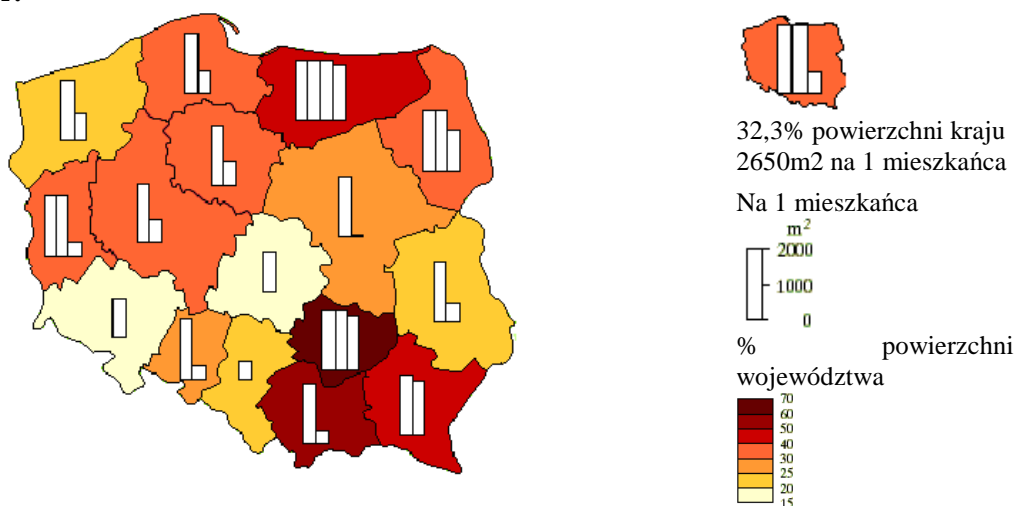 32,3% powierzchni kraju
2650m2 na 1 mieszkańca
Na 1 mieszkańca
m²
2000
1000
0
% powierzchni
województwa
70
60
50
40
30
25
20
15